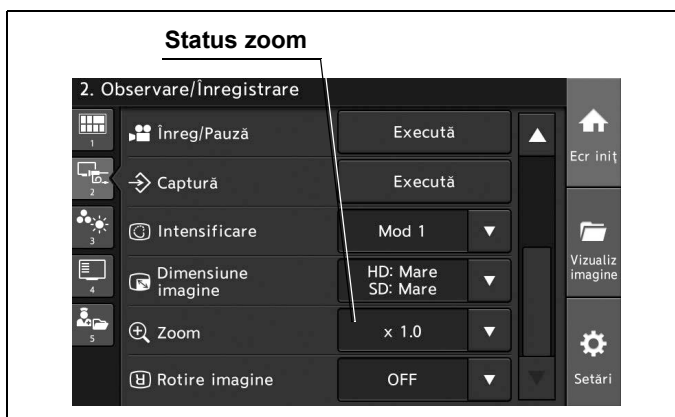 Status zoom
2. Observare/Înregistrare
1
Înreg/Pauză
Execută
Ecr iniț
2
Captură
Execută
3
Intensificare
Mod 1
Vizualiz
imagine
4
Dimensiune
imagine
HD: Mare
SD: Mare
5
Zoom
x 1.0
R
Rotire imagine
OFF
Setări